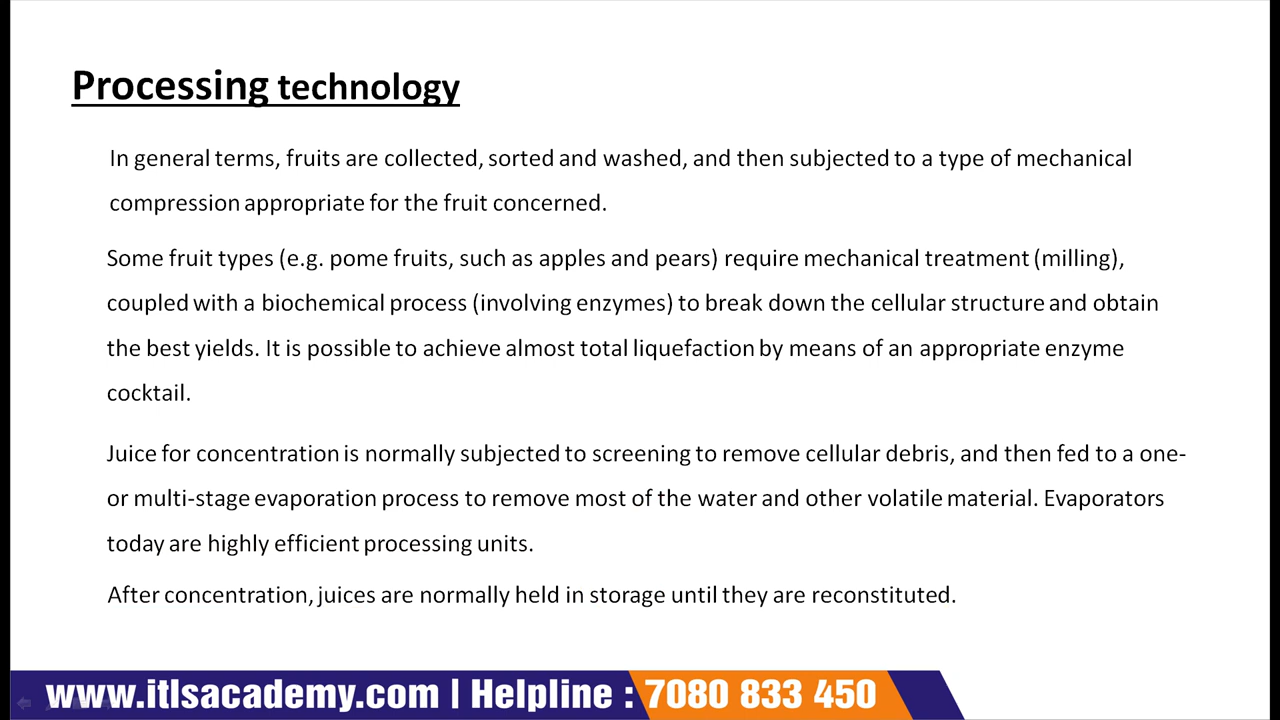 Processing technology
In general terms, fruits are collected, sorted and washed, and then subjected to a type of mechanical
compression appropriate for the fruit concerned.
Some fruit types (e.g. pome fruits, such as apples and pears) require mechanical treatment (milling),
coupled with a biochemical process (involving enzymes) to break down the cellular structure and obtain
the best yields. It is possible to achieve almost total liquefaction by means of an appropriate enzyme
cocktail.
Juice for concentration is normally subjected to screening to remove cellular debris, and then fed to a one-
or multi-stage evaporation process to remove most of the water and other volatile material. Evaporators
today are highly efficient processing units.
After concentration, juices are normally held in storage until they are reconstituted.
www.itlsacademy.com | Helpline : 7080 833 450